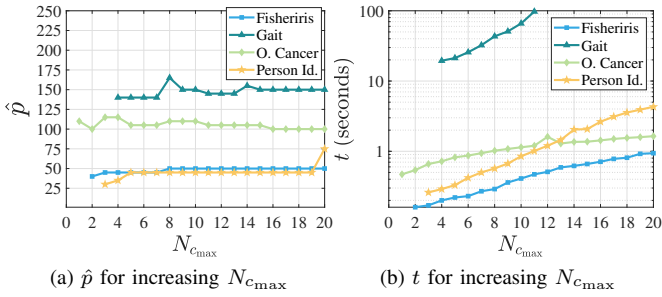 250
225
200
175
150
125
100
75
50
25
p̂
0 2 4 6 8 10 12 14 16 18 20
N_{c_max}
Fisheriris
Gait
O. Cancer
Person Id.
(a) p̂ for increasing N_{c_max}
100
10
1
t (seconds)
0 2 4 6 8 10 12 14 16 18 20
N_{c_max}
Fisheriris
Gait
O. Cancer
Person Id.
(b) t for increasing N_{c_max}